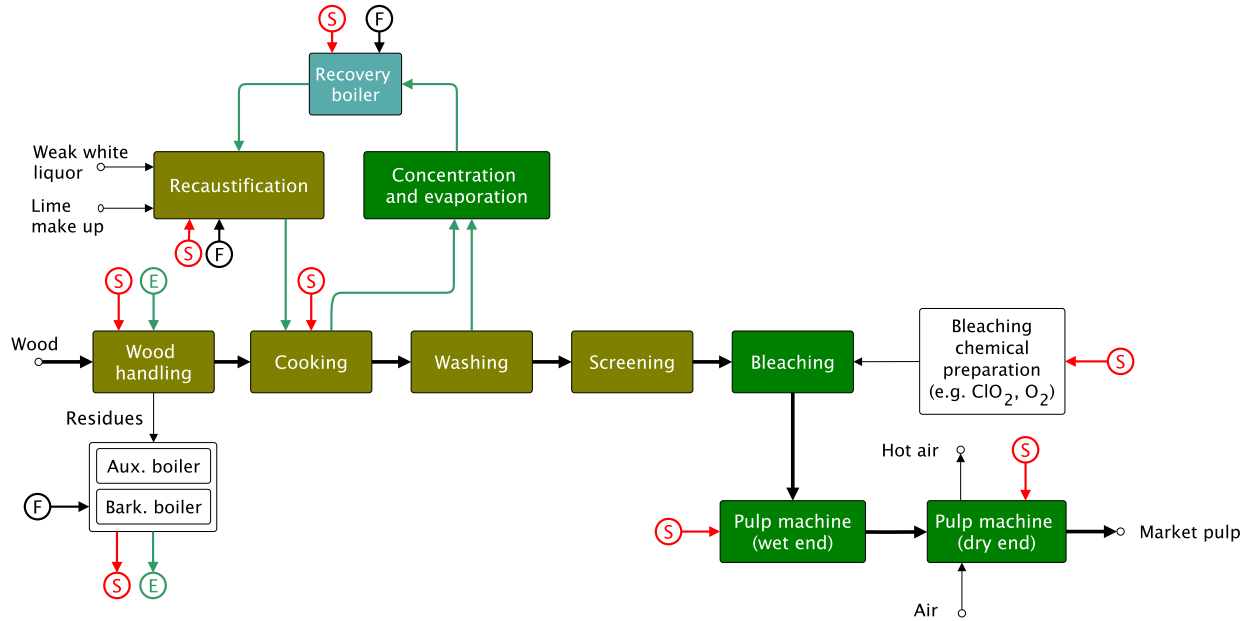 S
F
Recovery
boiler
Weak white
liquor
Recaustification
Concentration
and evaporation
Lime
make up
S
F
S
E
S
Wood
Wood
handling
Cooking
Washing
Screening
Bleaching
Bleaching
chemical
preparation
(e.g. ClO2, O2)
S
Residues
Aux. boiler
Bark. boiler
F
S
E
Hot air
S
S
Pulp machine
(wet end)
Pulp machine
(dry end)
Market pulp
Air